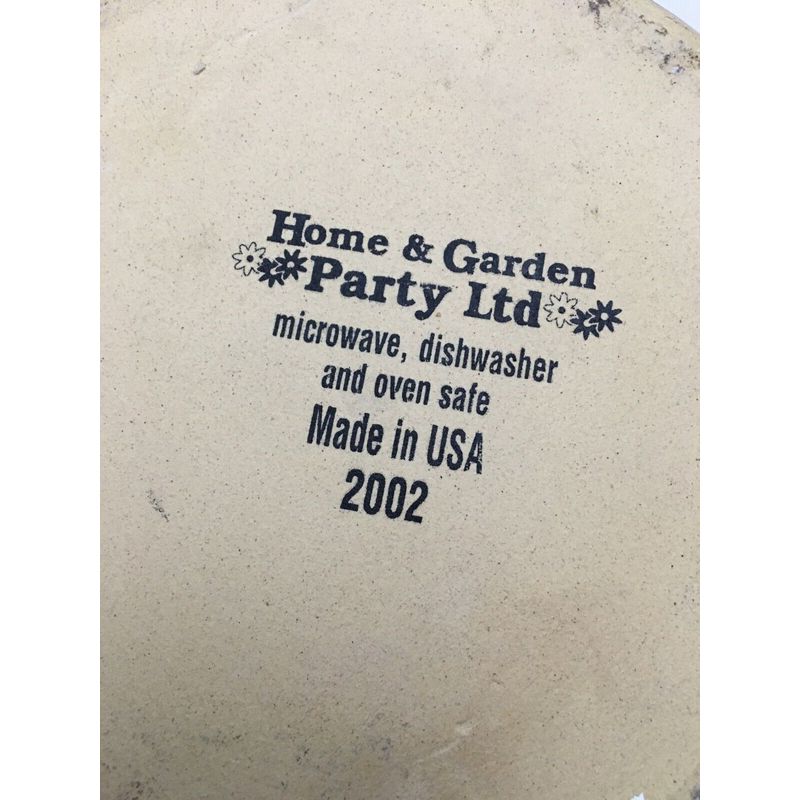 Home & Garden
Party Ltd
microwave, dishwasher
and oven safe
Made in USA
2002